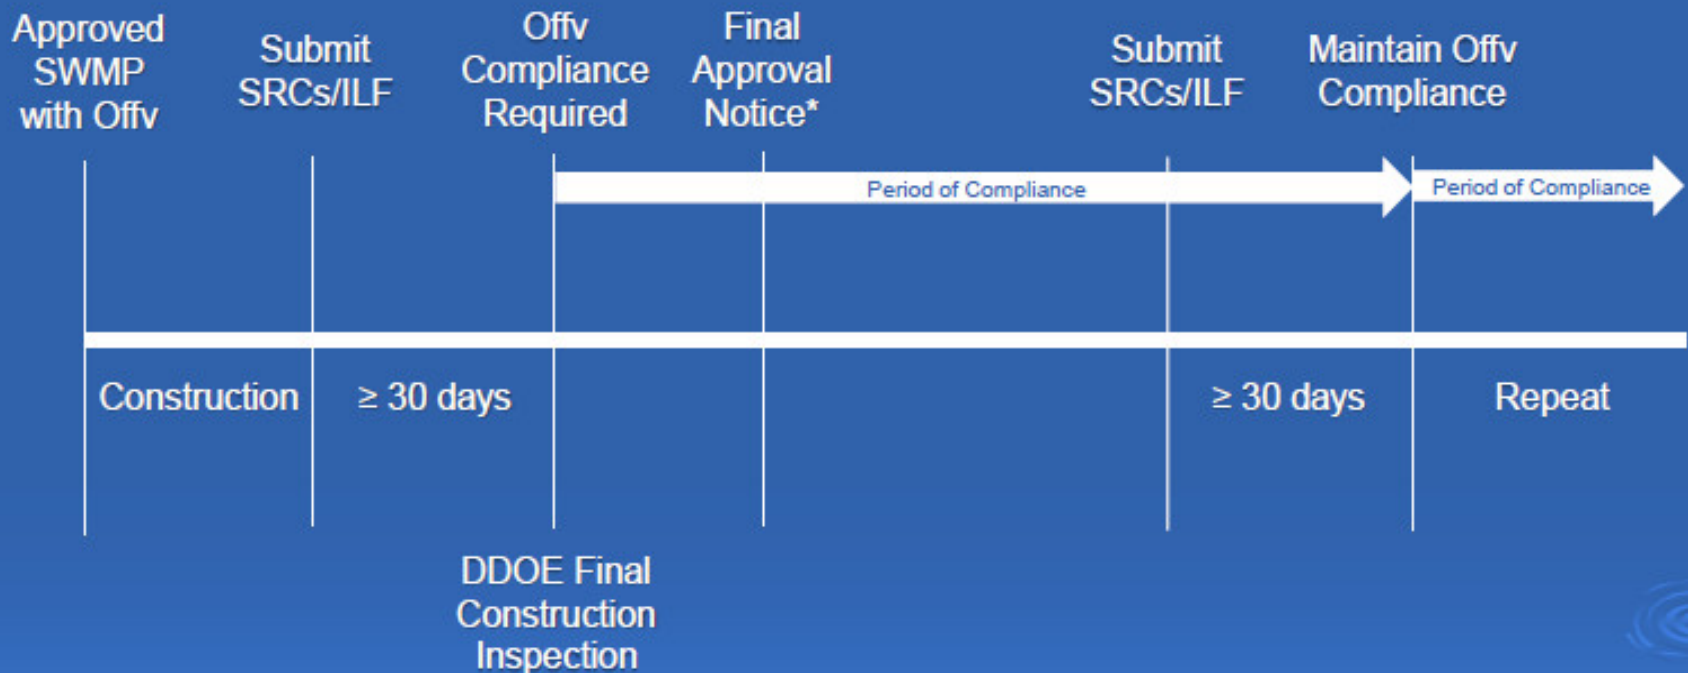 Approved
SWMP
with Offv
Submit
SRCs/ILF
Offv
Compliance
Required
Final
Approval
Notice*
Submit
SRCs/ILF
Maintain Offv
Compliance
Period of Compliance
Period of Compliance
Construction
≥ 30 days
≥ 30 days
Repeat
DDOE Final
Construction
Inspection